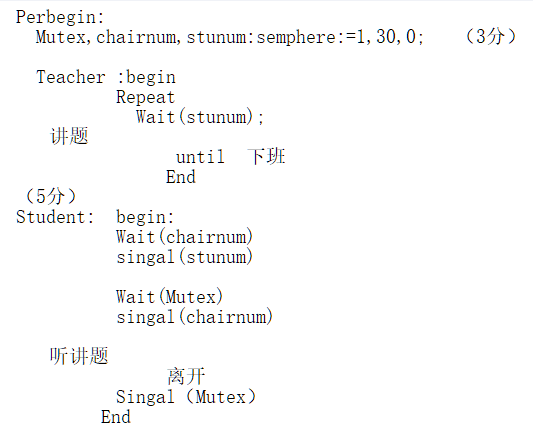 Perbegin:
Mutex,chairnum,stunum:semphere:=1,30,0; （3分）
Teacher :begin
Repeat
Wait(stunum);
讲题
until 下班
End
（5分）
Student: begin:
Wait(chairnum)
singal(stunum)
Wait(Mutex)
singal(chairnum)
听讲题
离开
Singal（Mutex）
End